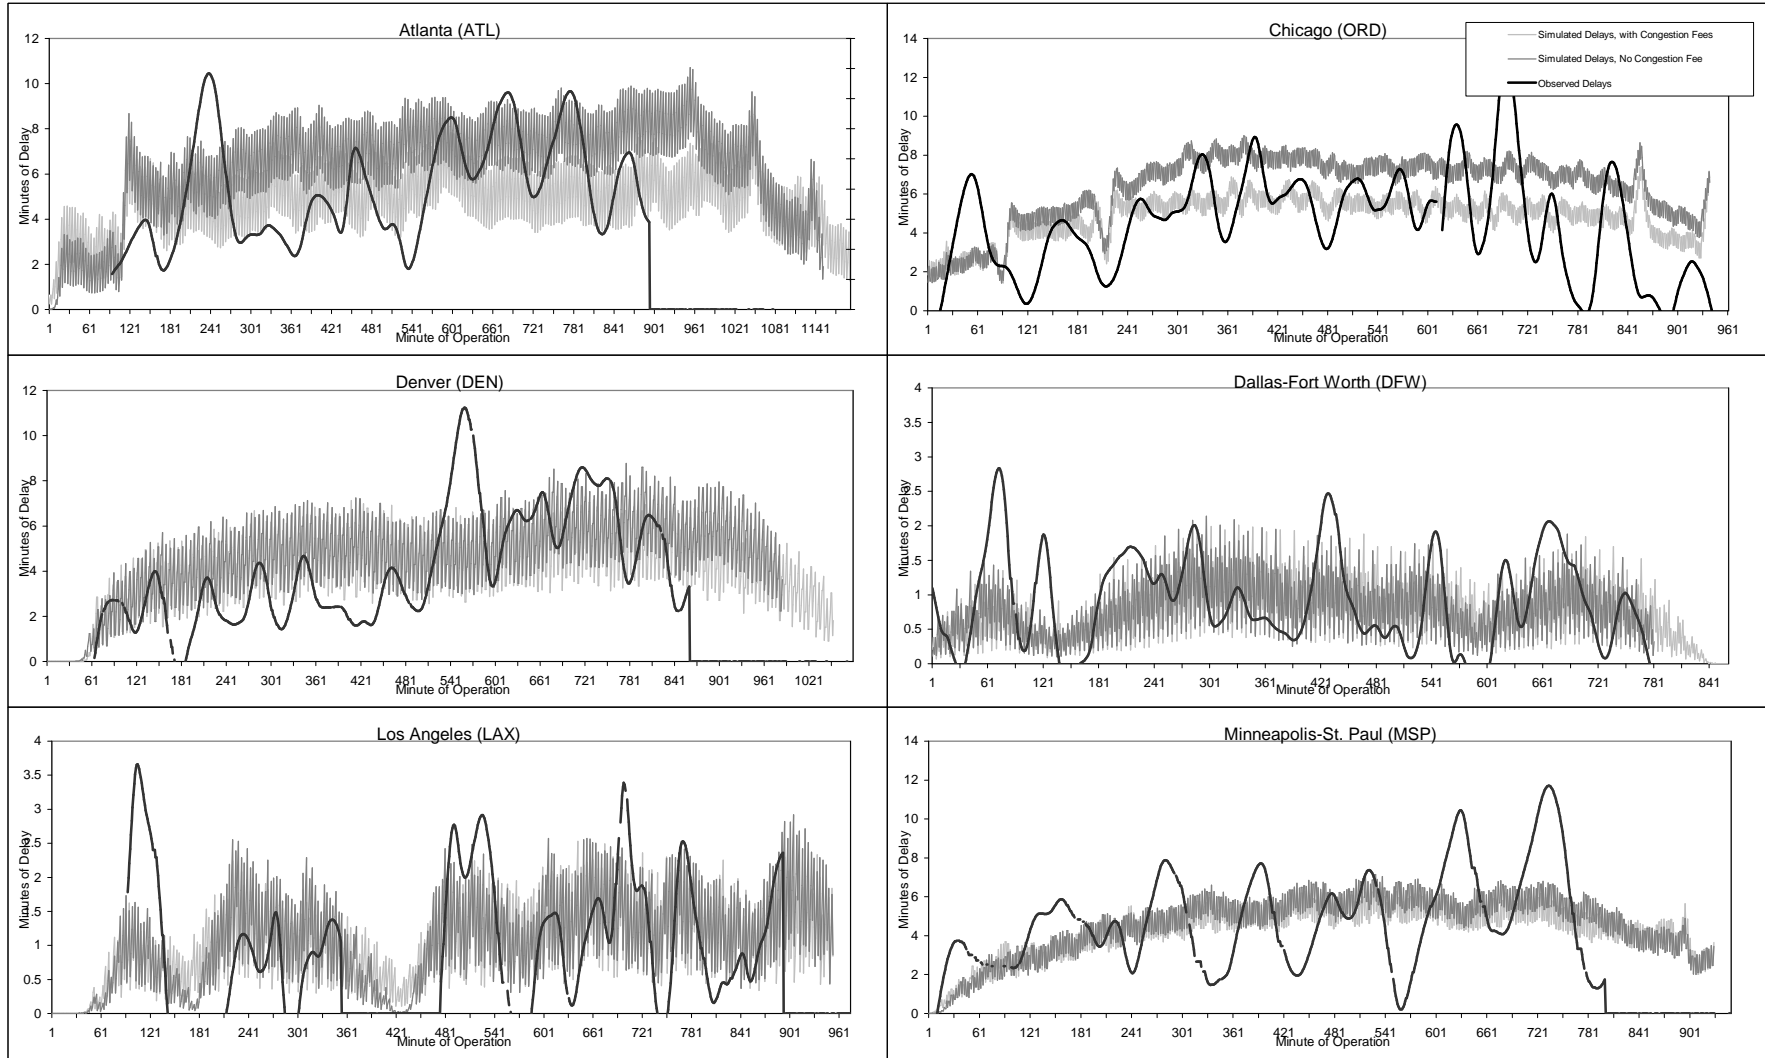 Atlanta (ATL)
12
10
8
6
4
2
0
Minutes of Delay
1 61 121 181 241 301 361 421 481 541 601 661 721 781 841 901 961 1021 1081 1141
Minute of Operation
Chicago (ORD)
Simulated Delays, with Congestion Fees
Simulated Delays, No Congestion Fee
Observed Delays
14
12
10
8
6
4
2
0
Minutes of Delay
1 61 121 181 241 301 361 421 481 541 601 661 721 781 841 901 961
Minute of Operation
Denver (DEN)
12
10
8
6
4
2
0
Minutes of Delay
1 61 121 181 241 301 361 421 481 541 601 661 721 781 841 901 961 1021
Minute of Operation
Dallas-Fort Worth (DFW)
4
3.5
3
2.5
2
1.5
1
0.5
0
Minutes of Delay
1 61 121 181 241 301 361 421 481 541 601 661 721 781 841
Minute of Operation
Los Angeles (LAX)
4
3.5
3
2.5
2
1.5
1
0.5
0
Minutes of Delay
1 61 121 181 241 301 361 421 481 541 601 661 721 781 841 901 961
Minute of Operation
Minneapolis-St. Paul (MSP)
14
12
10
8
6
4
2
0
Minutes of Delay
1 61 121 181 241 301 361 421 481 541 601 661 721 781 841 901
Minute of Operation